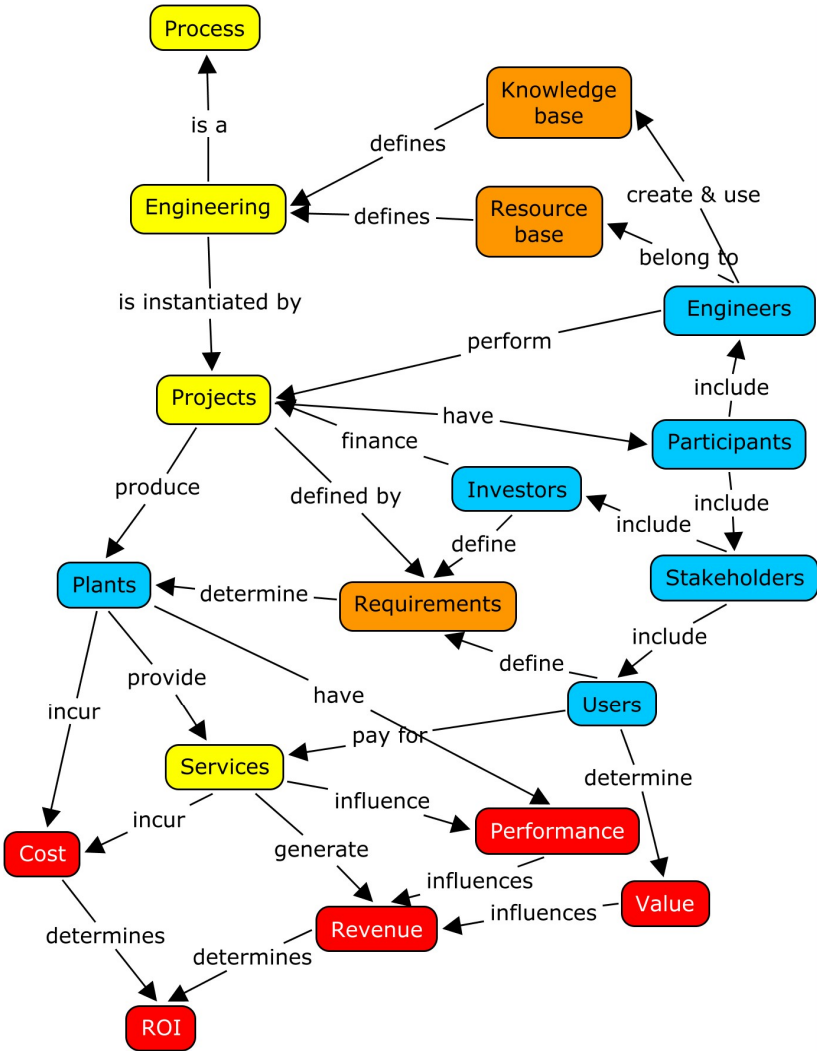 Process
is a
Knowledge
base
defines
Engineering
create & use
Resource
base
defines
belong to
is instantiated by
Engineers
perform
Projects
include
have
finance
Participants
produce
defined by
Investors
include
include
define
Plants
determine
Requirements
Stakeholders
include
define
provide
have
Users
incur
pay for
Services
determine
influence
incur
Performance
generate
Cost
influences
Value
influences
Revenue
determines
determines
ROI